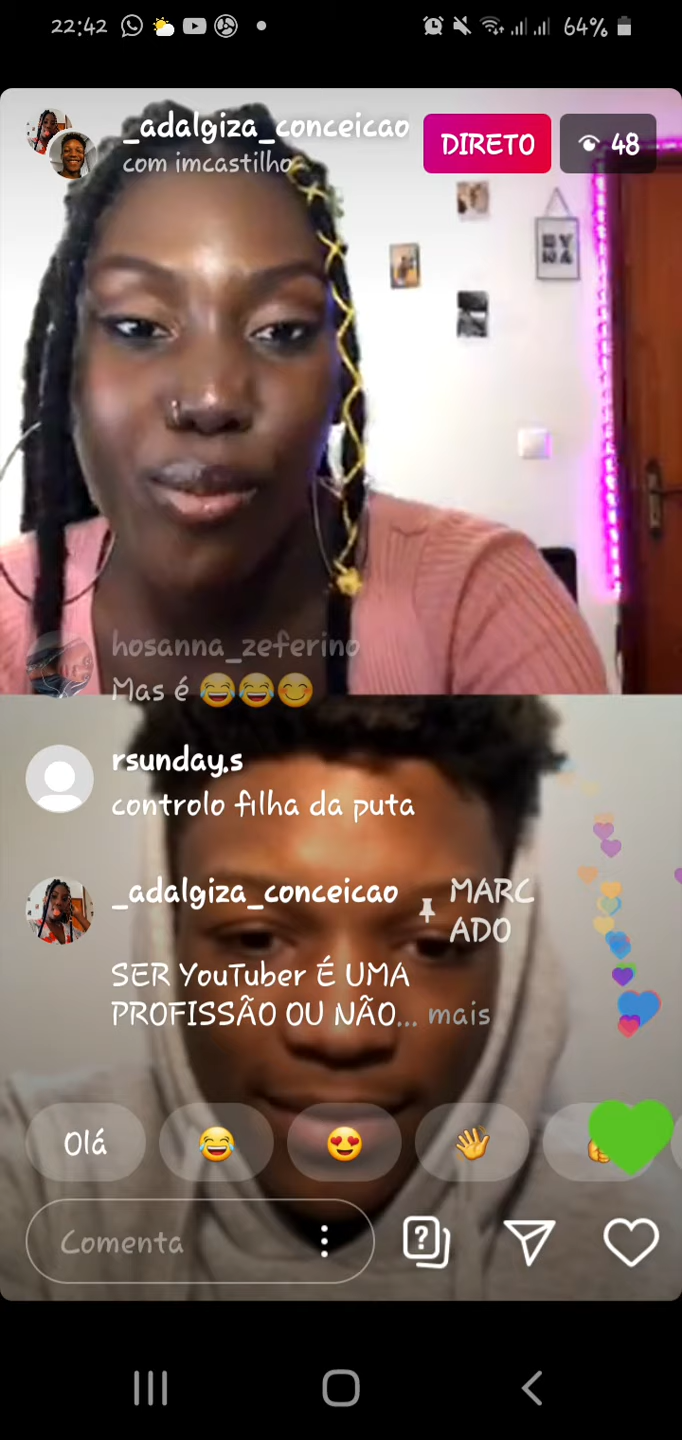 22:42
64%
_adalgiza_conceicao
com imcastilho
DIRETO
48
hosanna_zeferino
Mas é 😂😂😊
rsunday.s
controlo filha da puta
_adalgiza_conceicao
MARC
ADO
SER YouTuber É UMA
PROFISSÃO OU NÃO... mais
Olá
Comenta